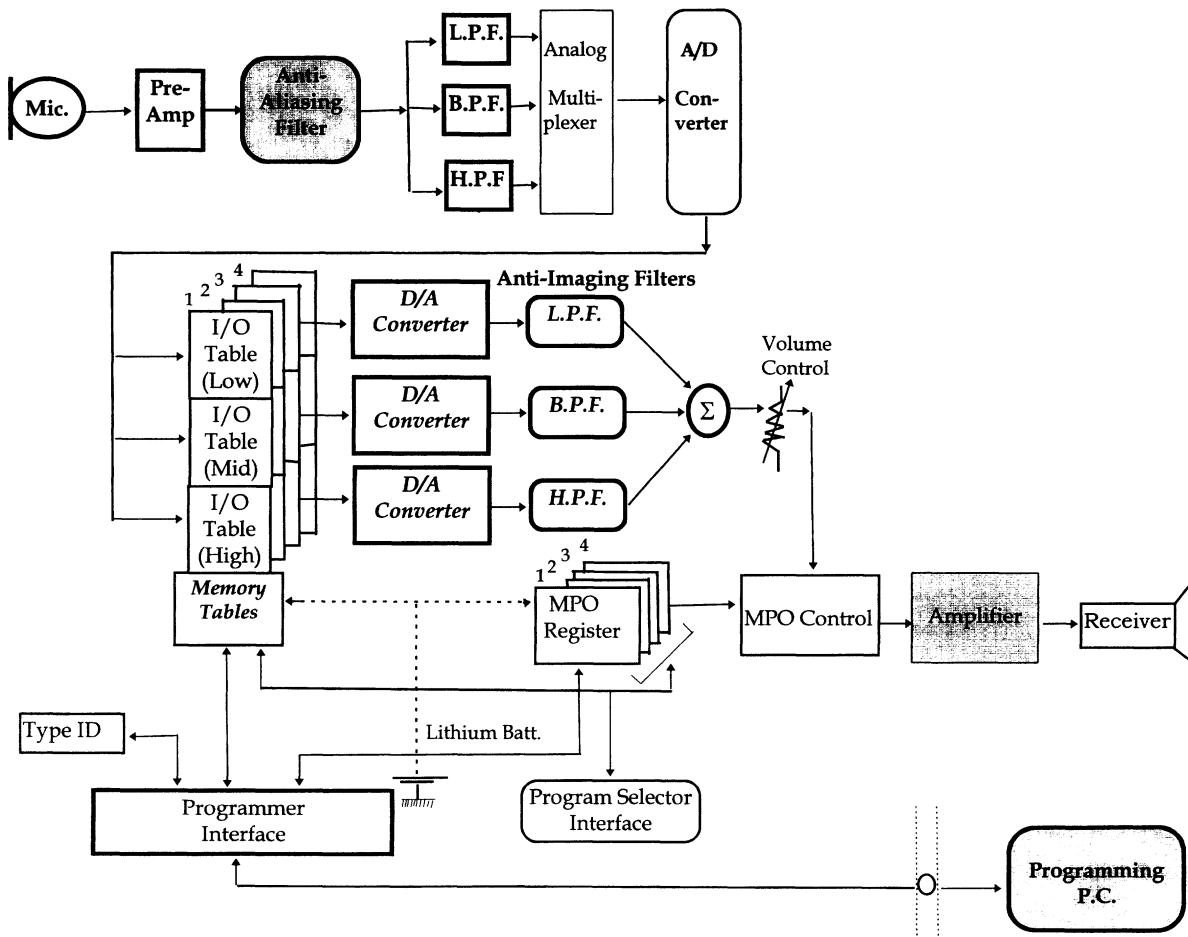 Mic.
Pre-
Amp
Anti-
Aliasing
Filter
L.P.F.
B.P.F.
H.P.F
Analog
Multi-
plexer
A/D
Con-
verter
1 2 3 4
I/O
Table
(Low)
I/O
Table
(Mid)
I/O
Table
(High)
Memory
Tables
D/A
Converter
D/A
Converter
D/A
Converter
Anti-Imaging Filters
L.P.F.
B.P.F.
H.P.F.
Σ
Volume
Control
1 2 3 4
MPO
Register
MPO Control
Amplifier
Receiver
Type ID
Lithium Batt.
Programmer
Interface
Program Selector
Interface
Programming
P.C.